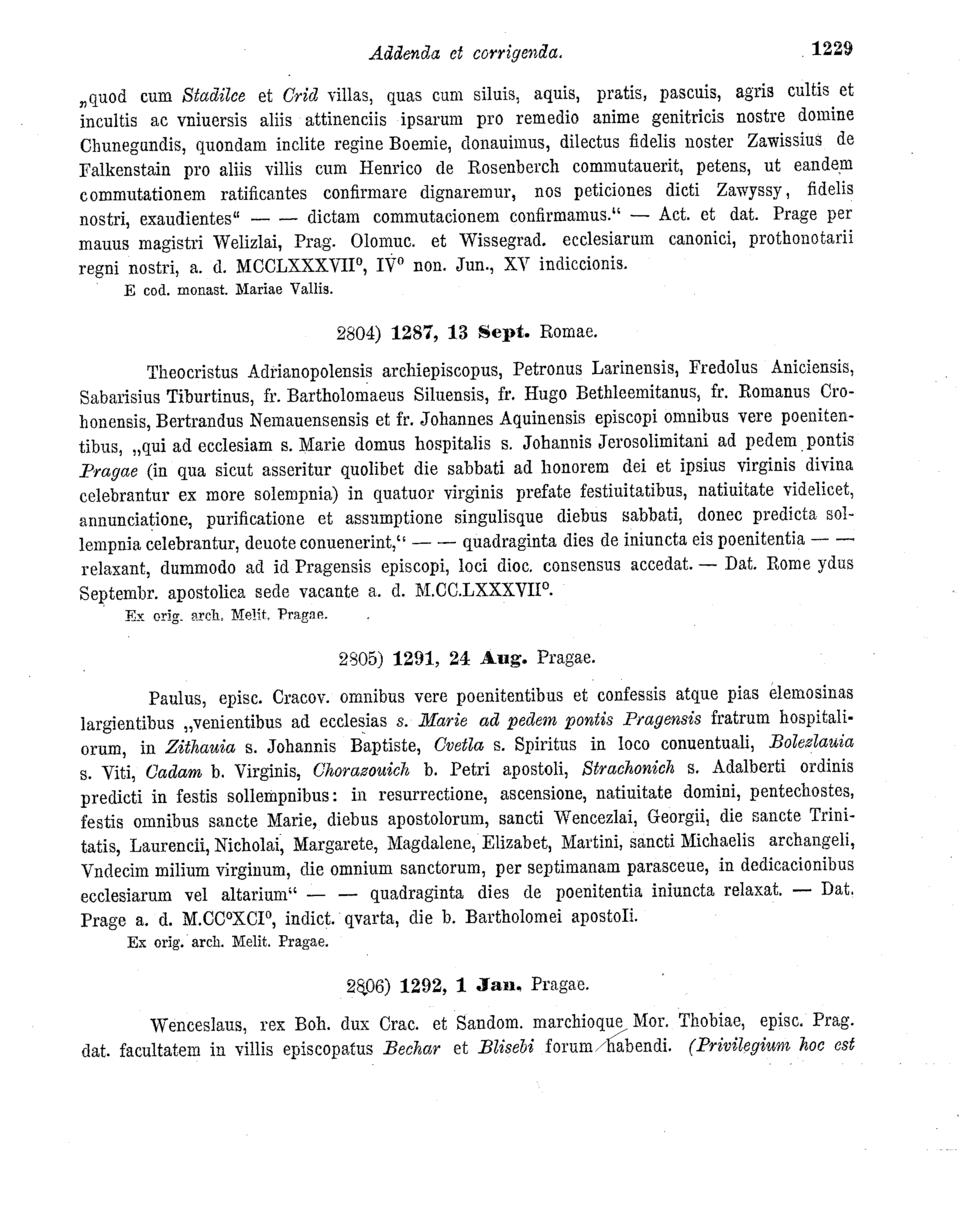 Addenda et corrigenda. 1229
„quod cum Stadilce et Crid villas, quas cum siluis, aquis, pratis, pascuis, agris cultis et
incultis ac vniuersis aliis attinenciis ipsarum pro remedio anime genitricis nostre domine
Chunegundis, quondam inclite regine Boemie, donauimus, dilectus fidelis noster Zawissius de
Falkenstain pro aliis villis cum Henrico de Rosenberch commutauerit, petens, ut eandem
commutationem ratificantes confirmare dignaremur, nos peticiones dicti Zawyssy, fidelis
nostri, exaudientes“ — — dictam commutacionem confirmamus.“ — Act. et dat. Prage per
mauus magistri Welizlai, Prag. Olomuc. et Wissegrad. ecclesiarum canonici, prothonotarii
regni nostri, a. d. MCCLXXXVII⁰, IV⁰ non. Jun., XV indiccionis.
E cod. monast. Mariae Vallis.
2804) 1287, 13 Sept. Romae.
Theocristus Adrianopolensis archiepiscopus, Petronus Larinensis, Fredolus Aniciensis,
Sabarisius Tiburtinus, fr. Bartholomaeus Siluensis, fr. Hugo Bethleemitanus, fr. Romanus Cro-
honensis, Bertrandus Nemauensensis et fr. Johannes Aquinensis episcopi omnibus vere poeniten-
tibus, „qui ad ecclesiam s. Marie domus hospitalis s. Johannis Jerosolimitani ad pedem pontis
Pragae (in qua sicut asseritur quolibet die sabbati ad honorem dei et ipsius virginis divina
celebrantur ex more solempnia) in quatuor virginis prefate festiuitatibus, natiuitate videlicet,
annunciatione, purificatione et assumptione singulisque diebus sabbati, donec predicta sol-
lempnia celebrantur, deuote conuenerint,“ — — quadraginta dies de iniuncta eis poenitentia — —
relaxant, dummodo ad id Pragensis episcopi, loci dioc. consensus accedat. — Dat. Rome ydus
Septembr. apostolica sede vacante a. d. M.CC.LXXXVII⁰.
Ex orig. arch. Melit. Pragae.
2805) 1291, 24 Aug. Pragae.
Paulus, episc. Cracov. omnibus vere poenitentibus et confessis atque pias elemosinas
largientibus „venientibus ad ecclesias s. Marie ad pedem pontis Pragensis fratrum hospitali-
orum, in Zithauia s. Johannis Baptiste, Cvetla s. Spiritus in loco conuentuali, Bolezlauia
s. Viti, Cadam b. Virginis, Chorazouich b. Petri apostoli, Strachonich s. Adalberti ordinis
predicti in festis sollempnibus: in resurrectione, ascensione, natiuitate domini, pentechostes,
festis omnibus sancte Marie, diebus apostolorum, sancti Wencezlai, Georgii, die sancte Trini-
tatis, Laurencii, Nicholai, Margarete, Magdalene, Elizabet, Martini, sancti Michaelis archangeli,
Vndecim milium virginum, die omnium sanctorum, per septimanam parasceue, in dedicacionibus
ecclesiarum vel altarium“ — — quadraginta dies de poenitentia iniuncta relaxat. — Dat.
Prage a. d. M.CC⁰XCI⁰, indict. qvarta, die b. Bartholomei apostoli.
Ex orig. arch. Melit. Pragae.
2806) 1292, 1 Jan. Pragae.
Wenceslaus, rex Boh. dux Crac. et Sandom. marchioque Mor. Thobiae, episc. Prag.
dat. facultatem in villis episcopatus Bechar et Blisebi forum habendi. (Privilegium hoc est